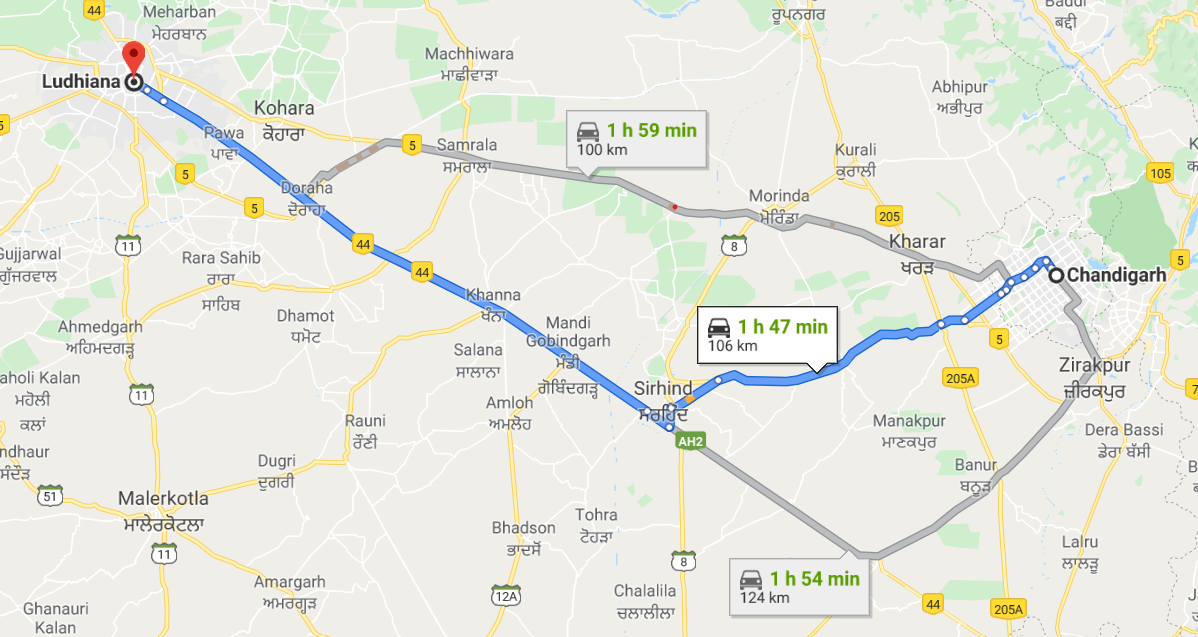 44
Meharban
ਮੇਹਰਬਾਨ
ਰੂਪਨਗਰ
Baddi
ਬਦੀ
Machhiwara
ਮਾਛੀਵਾੜਾ
Ludhiana
Kohara
ਕੋਹਾਰਾ
Abhipur
ਅਭੀਪੁਰ
5
Pawa
ਪਾਵਾ
1 h 59 min
100 km
5
Samrala
ਸਮਰਾਲਾ
Kurali
ਕੁਰਾਲੀ
5
105
Doraha
ਦੋਰਾਹਾ
5
Morinda
ਮੋਰਿੰਡਾ
205
44
11
8
Kharar
ਖਰੜ
Gujjarwal
ਗੁੱਜਰਵਾਲ
Rara Sahib
ਰਾਰਾ
ਸਾਹਿਬ
44
5
Chandigarh
Khanna
ਖੰਨਾ
Dhamot
ਧਮੋਟ
Ahmedgarh
ਅਹਿਮਦਗੜ੍ਹ
Mandi
Gobindgarh
ਮੰਡੀ
ਗੋਬਿੰਦਗੜ੍ਹ
1 h 47 min
106 km
5
Salana
ਸਾਲਾਨਾ
Zirakpur
ਜ਼ੀਰਕਪੁਰ
aholi Kalan
ਮਹੋਲੀ
ਕਲਾਂ
11
Sirhind
ਸਰਹਿੰਦ
205A
7
Amloh
ਅਮਲੋਹ
Rauni
ਰੌਣੀ
AH2
Manakpur
ਮਾਣਕਪੁਰ
Dera Bassi
ਡੇਰਾ ਬੱਸੀ
ndhaur
ਸੰਦੌੜ
Dugri
ਦੁਗਰੀ
Banur
ਬਨੂੜ
51
Malerkotla
ਮਾਲੇਰਕੋਟਲਾ
11
Bhadson
ਭਾਦਸੋਂ
Tohra
ਟੋਹੜਾ
Lalru
ਲਾਲੜੂ
8
1 h 54 min
124 km
Amargarh
ਅਮਰਗੜ੍ਹ
12A
Chalalila
ਚਲਾਲੀਲਾ
44
205A
Ghanauri
Kalan